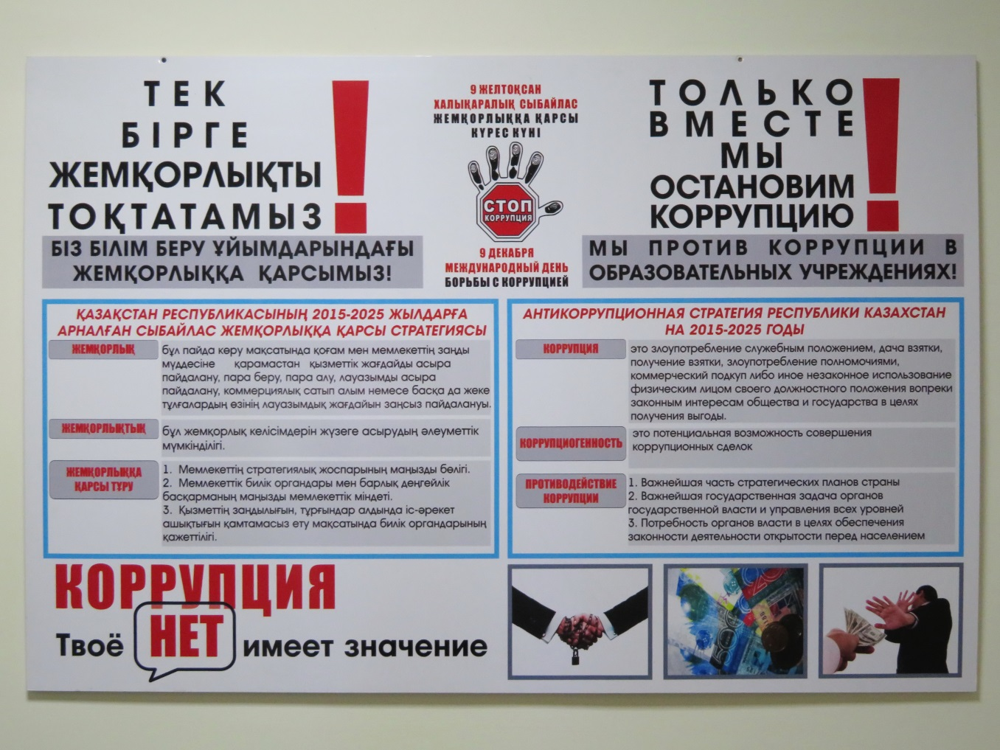 ТЕК
БІРГЕ
ЖЕМҚОРЛЫҚТЫ
ТОҚТАТАМЫЗ!
БІЗ БІЛІМ БЕРУ ҰЙЫМДАРЫНДАҒЫ
ЖЕМҚОРЛЫҚҚА ҚАРСЫМЫЗ!
9 ЖЕЛТОҚСАН
ХАЛЫҚАРАЛЫҚ СЫБАЙЛАС
ЖЕМҚОРЛЫҚҚА ҚАРСЫ
КҮРЕС КҮНІ
СТОП
КОРРУПЦИЯ
9 ДЕКАБРЯ
МЕЖДУНАРОДНЫЙ ДЕНЬ
БОРЬБЫ С КОРРУПЦИЕЙ
ТОЛЬКО
ВМЕСТЕ
МЫ
ОСТАНОВИМ
КОРРУПЦИЮ!
МЫ ПРОТИВ КОРРУПЦИИ В
ОБРАЗОВАТЕЛЬНЫХ УЧРЕЖДЕНИЯХ!
ҚАЗАҚСТАН РЕСПУБЛИКАСЫНЫҢ 2015-2025 ЖЫЛДАРҒА
АРНАЛҒАН СЫБАЙЛАС ЖЕМҚОРЛЫҚҚА ҚАРСЫ СТРАТЕГИЯСЫ
ЖЕМҚОРЛЫҚ
бұл пайда көру мақсатында қоғам мен мемлекеттің заңды
мүддесіне қарамастан қызметтік жағдайды асыра
пайдалану, пара беру, пара алу, лауазымды асыра
пайдалану, коммерциялық сатып алым немесе басқа да жеке
тұлғалардың өзінің лауазымдық жағдайын заңсыз пайдалануы.
ЖЕМҚОРЛЫҚТЫҢ
бұл жемқорлық келісімдерін жүзеге асырудың әлеуметтік
мүмкінділігі.
ЖЕМҚОРЛЫҚҚА
ҚАРСЫ ТҰРУ
1. Мемлекеттің стратегиялық жоспарының маңызды бөлігі.
2. Мемлекеттік билік органдары мен барлық деңгейлік
басқарманың маңызды мемлекеттік міндеті.
3. Қызметтің заңдылығын, тұрғындар алдында іс-әрекет
ашықтығын қамтамасыз ету мақсатында билік органдарының
қажеттілігі.
АНТИКОРРУПЦИОННАЯ СТРАТЕГИЯ РЕСПУБЛИКИ КАЗАХСТАН
НА 2015-2025 ГОДЫ
КОРРУПЦИЯ
это злоупотребление служебным положением, дача взятки,
получение взятки, злоупотребление полномочиями,
коммерческий подкуп либо иное незаконное использование
физическим лицом своего должностного положения вопреки
законным интересам общества и государства в целях
получения выгоды.
КОРРУПЦИОГЕННОСТЬ
это потенциальная возможность совершения
коррупционных сделок
ПРОТИВОДЕЙСТВИЕ
КОРРУПЦИИ
1. Важнейшая часть стратегических планов страны
2. Важнейшая государственная задача органов
государственной власти и управления всех уровней
3. Потребность органов власти в целях обеспечения
законности деятельности открытости перед населением
КОРРУПЦИЯ
Твоё НЕТ имеет значение